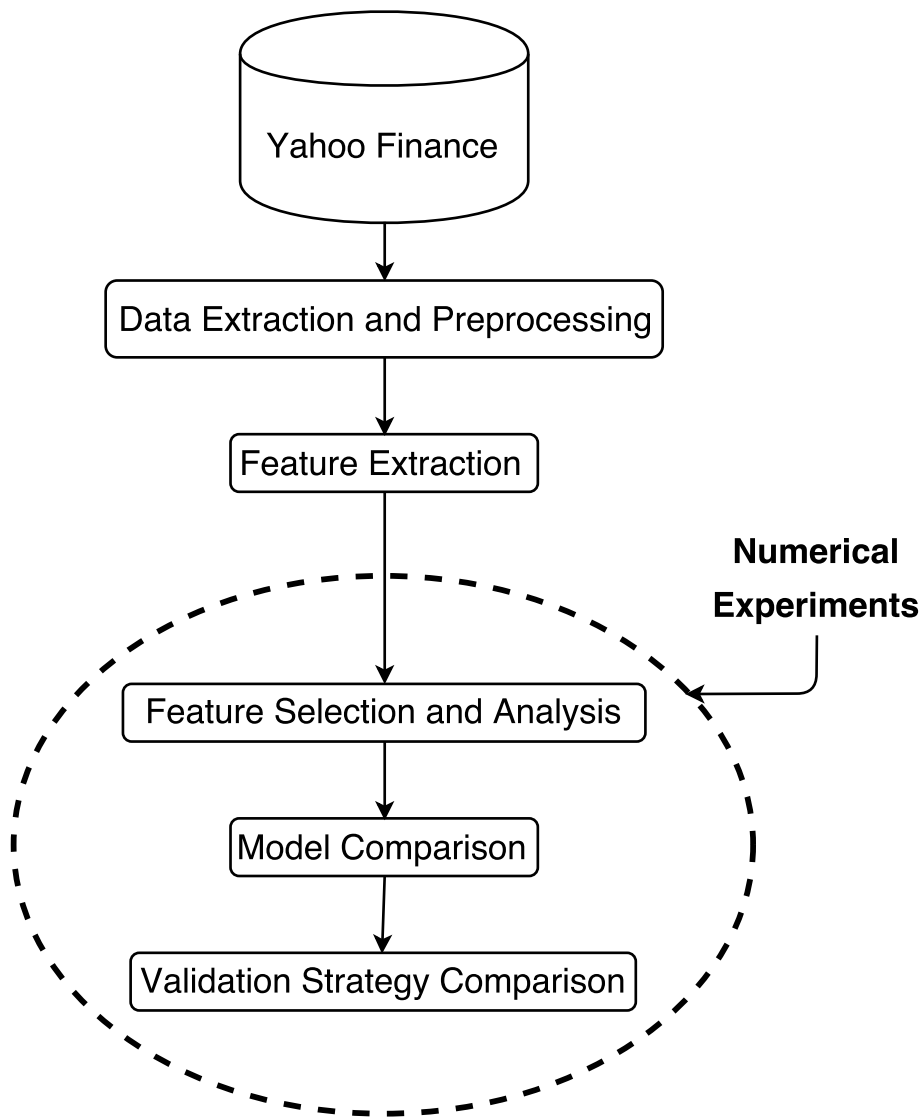 Yahoo Finance
Data Extraction and Preprocessing
Feature Extraction
Numerical
Experiments
Feature Selection and Analysis
Model Comparison
Validation Strategy Comparison